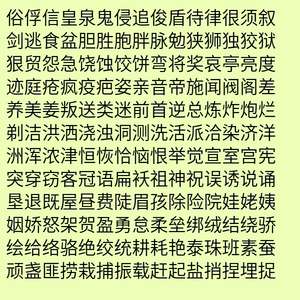 俗俘信皇泉鬼侵追俊盾待律很须叙
剑逃食盆胆胜胞胖脉勉狭狮独狡狱
狠贸怨急饶蚀饺饼弯将奖哀亭亮度
迹庭疮疯疫疤姿亲音帝施闻阀阁差
养美姜叛送类迷前首逆总炼炸炮烂
剃洁洪洒浇浊洞测洗活派洽染济洋
洲浑浓津恒恢恰恼恨举觉宣室宫宪
突穿窃客冠语扁袄祖神祝误诱说诵
垦退既屋昼费陡眉孩除险院娃姥姨
姻娇怒架贺盈勇怠柔垒绑绒结绕骄
绘给络骆绝绞统耕耗艳泰珠班素蚕
顽盏匪捞栽捕振载赶起盐捎捏埋捉